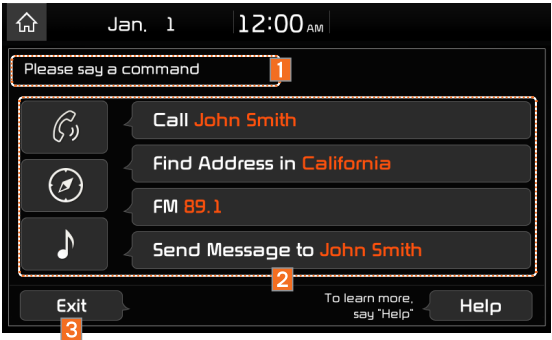 Jan. 1 12:00 AM
Please say a command 1
Call John Smith
Find Address in California
FM 89.1
Send Message to John Smith
2
Exit
To learn more,
say "Help"
Help
3